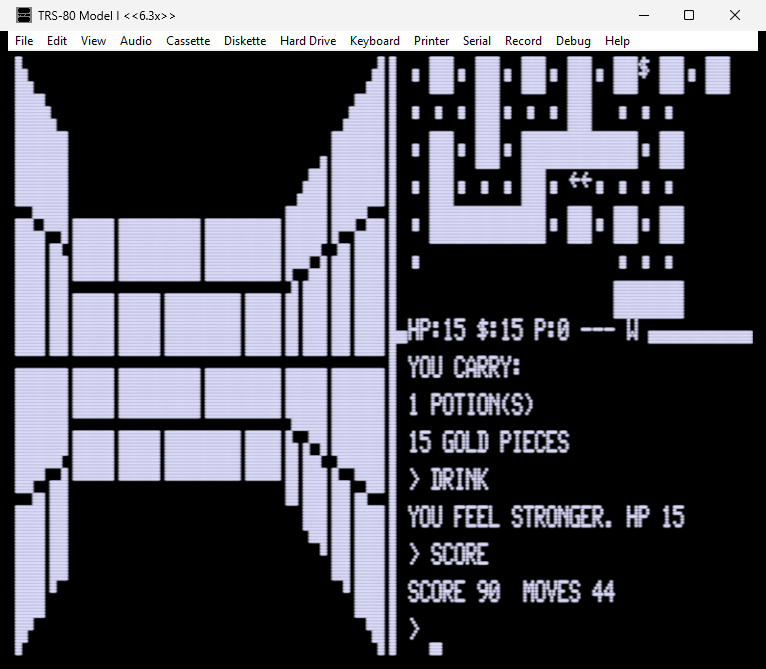 TRS-80 Model I <<6.3x>>
File Edit View Audio Cassette Diskette Hard Drive Keyboard Printer Serial Record Debug Help
$
HP:15 $:15 P:0 --- W
YOU CARRY:
1 POTION(S)
15 GOLD PIECES
> DRINK
YOU FEEL STRONGER. HP 15
> SCORE
SCORE 90  MOVES 44
>